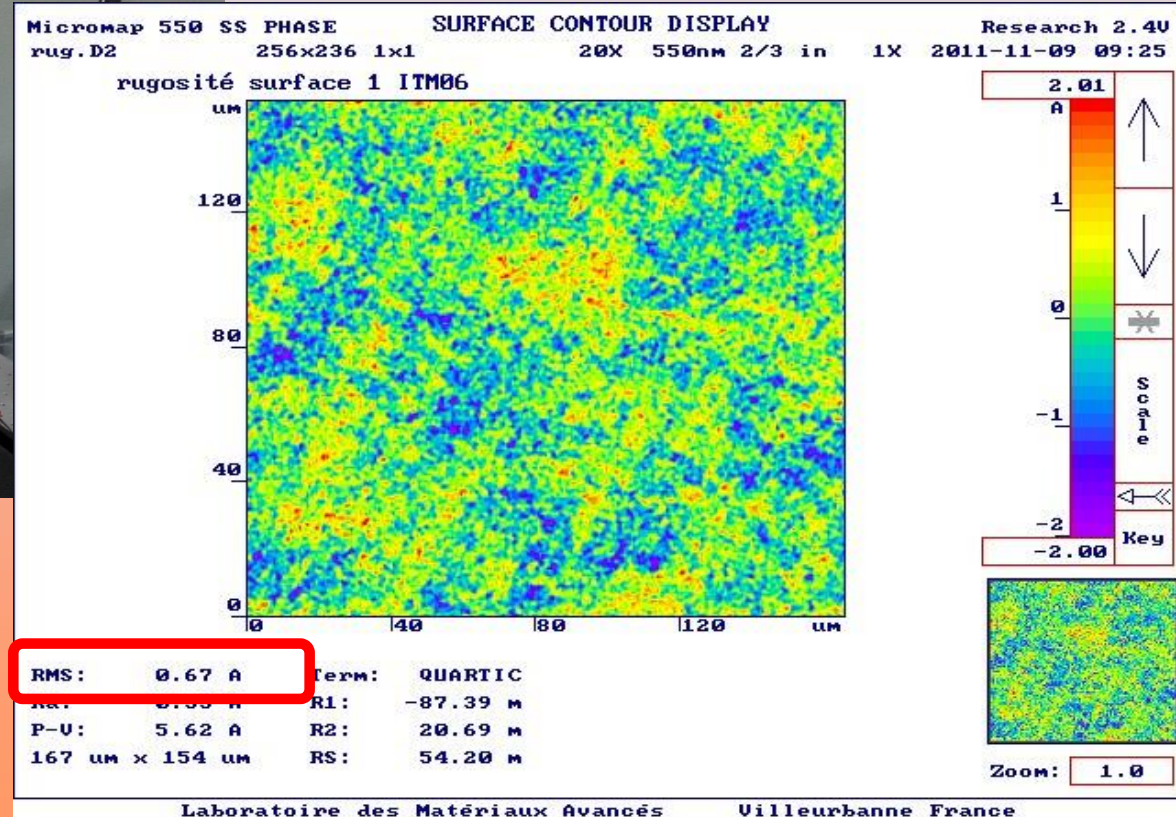 Micromap 550 SS PHASE SURFACE CONTOUR DISPLAY Research 2.4V
rug.D2 256x236 1x1 20X 550nm 2/3 in 1X 2011-11-09 09:25
rugosité surface 1 ITM06
um
120
80
40
0
0 40 80 120 um
2.01
A
1
0
-1
-2
-2.00
Scale
Key
Zoom: 1.0
RMS: 0.67 A Term: QUARTIC
R1: -87.39 m
P-V: 5.62 A R2: 20.69 m
167 um x 154 um RS: 54.20 m
Laboratoire des Matériaux Avancés Villeurbanne France